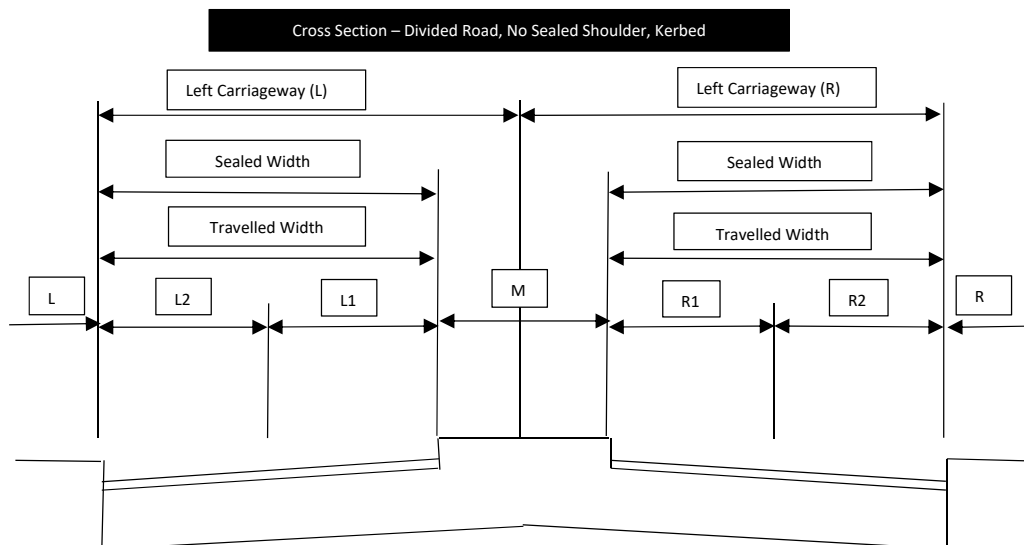 Cross Section – Divided Road, No Sealed Shoulder, Kerbed
Left Carriageway (L)
Left Carriageway (R)
Sealed Width
Sealed Width
Travelled Width
Travelled Width
L
L2
L1
M
R1
R2
R